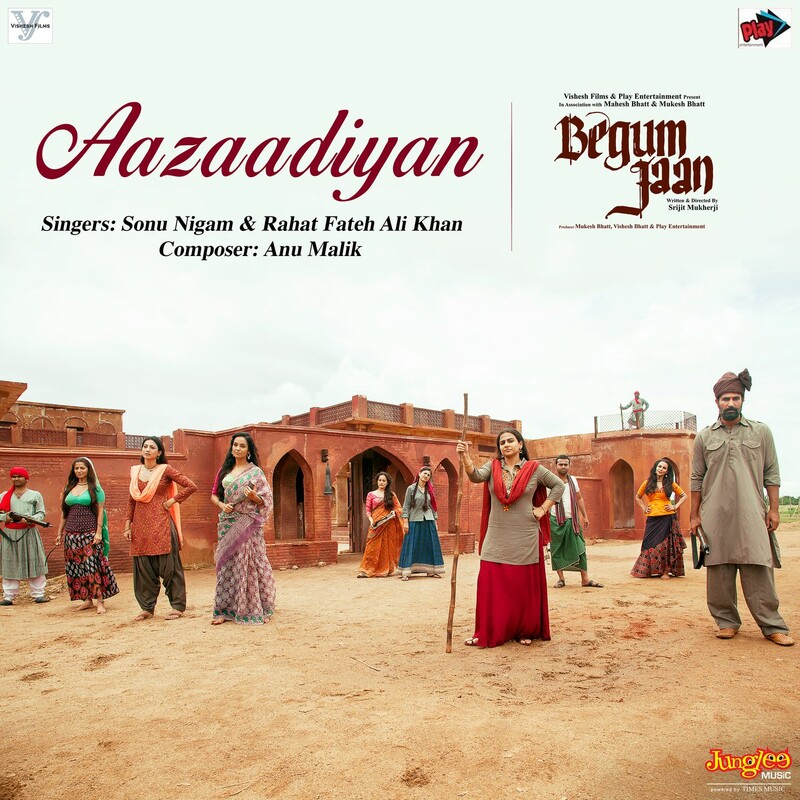 VISHESH FILMS
Play
entertainment
Aazaadiyan
Singers: Sonu Nigam & Rahat Fateh Ali Khan
Composer: Anu Malik
Vishesh Films & Play Entertainment Present
In Association with Mahesh Bhatt & Mukesh Bhatt
Begum
Jaan
Written & Directed By
Srijit Mukherji
Producer Mukesh Bhatt, Vishesh Bhatt & Play Entertainment
Junglee
MUSIC
powered by TIMES MUSIC